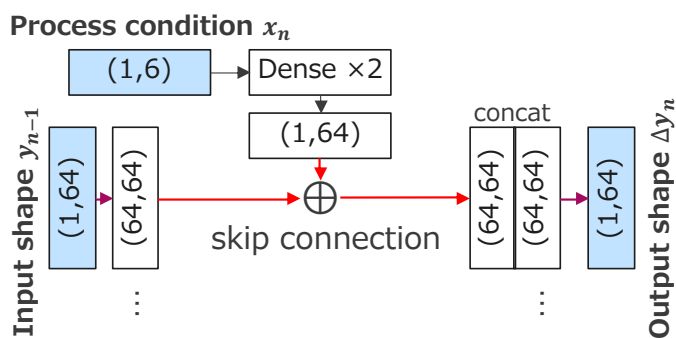 Process condition xₙ
(1,6)
Dense ×2
(1,64)
concat
Input shape yₙ₋₁
(1,64)
(64,64)
skip connection
(64,64)
(64,64)
(1,64)
Output shape Δyₙ
...
...